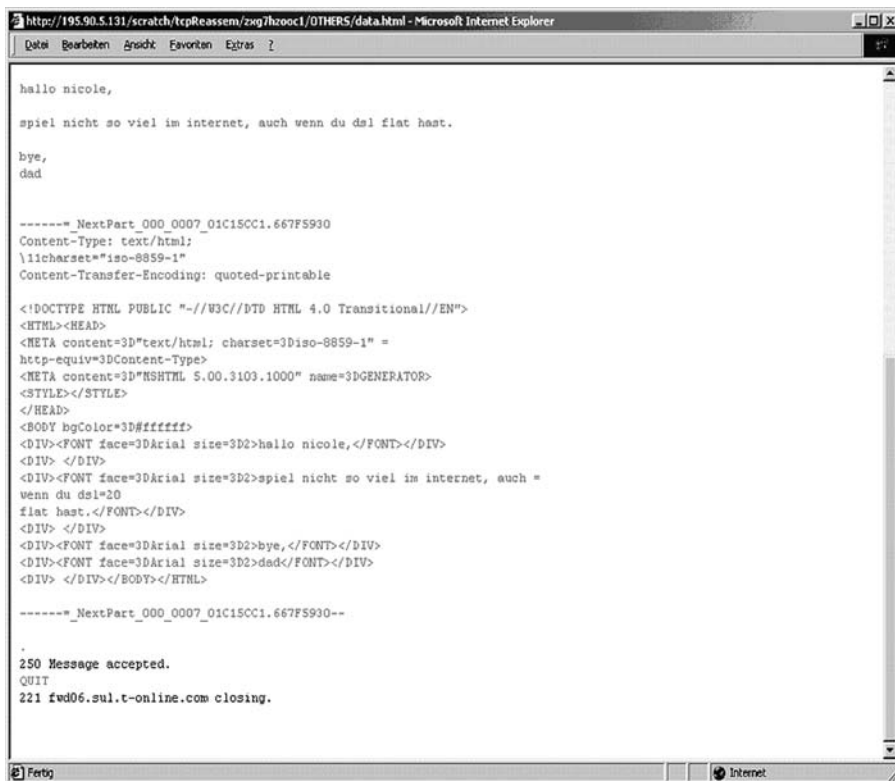 http://195.90.5.131/scratch/tcpReassem/zxg7hzooc1/OTHERS/data.html - Microsoft Internet Explorer
Datei Bearbeiten Ansicht Favoriten Extras ?
hallo nicole,
spiel nicht so viel im internet, auch wenn du dsl flat hast.
bye,
dad
------=_NextPart_000_0007_01C15CC1.667F5930
Content-Type: text/html;
\11charset="iso-8859-1"
Content-Transfer-Encoding: quoted-printable
<!DOCTYPE HTML PUBLIC "-//W3C//DTD HTML 4.0 Transitional//EN">
<HTML><HEAD>
<META content=3D"text/html; charset=3Diso-8859-1" =
http-equiv=3DContent-Type>
<META content=3D"MSHTML 5.00.3103.1000" name=3DGENERATOR>
<STYLE></STYLE>
</HEAD>
<BODY bgColor=3D#ffffff>
<DIV><FONT face=3DArial size=3D2>hallo nicole,</FONT></DIV>
<DIV> </DIV>
<DIV><FONT face=3DArial size=3D2>spiel nicht so viel im internet, auch =
wenn du dsl=20
flat hast.</FONT></DIV>
<DIV> </DIV>
<DIV><FONT face=3DArial size=3D2>bye,</FONT></DIV>
<DIV><FONT face=3DArial size=3D2>dad</FONT></DIV>
<DIV> </DIV></BODY></HTML>
------=_NextPart_000_0007_01C15CC1.667F5930--
.
250 Message accepted.
QUIT
221 fwd06.sul.t-online.com closing.
Fertig
Internet